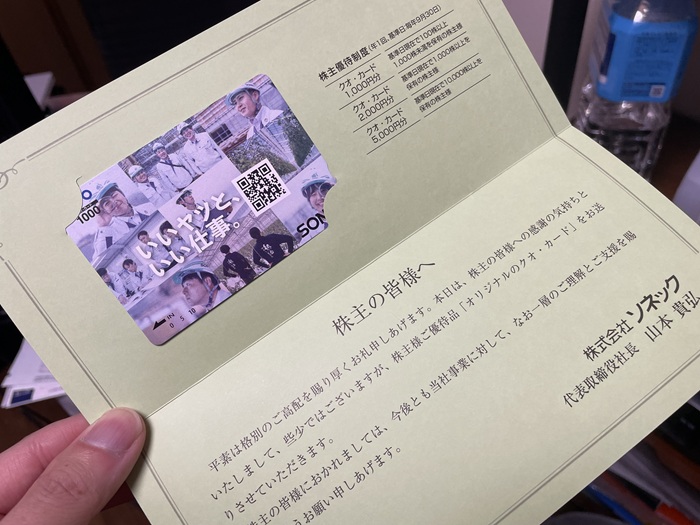 株主優待制度(年1回、基準日:毎年9月30日)
クオ・カード
1,000円分
基準日現在で100株以上
1,000株未満を保有の株主様
クオ・カード
2,000円分
基準日現在で1,000株以上を
保有の株主様
クオ・カード
5,000円分
基準日現在で10,000株以上を
保有の株主様
1000
いいヤツと、
いい仕事。
SON
IN
0 5 10
株主の皆様へ
平素は格別のご高配を賜り厚くお礼申しあげます。本日は、株主の皆様への感謝の気持ちと
いたしまして、些少ではございますが、株主様ご優待品「オリジナルのクオ・カード」をお送
りさせていただきます。
株主の皆様におかれましては、今後とも当社事業に対して、なお一層のご理解とご支援を賜
うお願い申しあげます。
株式会社ソネック
代表取締役社長 山本 貴弘